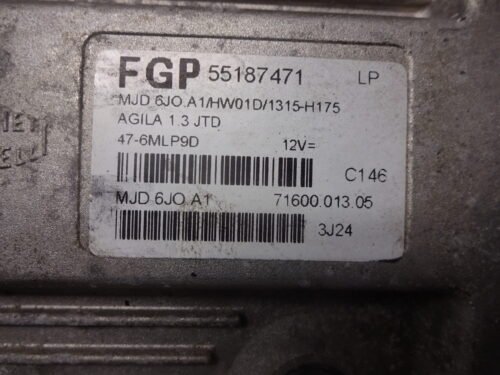 FGP 55187471 LP
MJD 6JO.A1/HW01D/1315-H175
AGILA 1.3 JTD
47-6MLP9D 12V=
C146
MJD 6JO.A1 71600.013.05
3J24